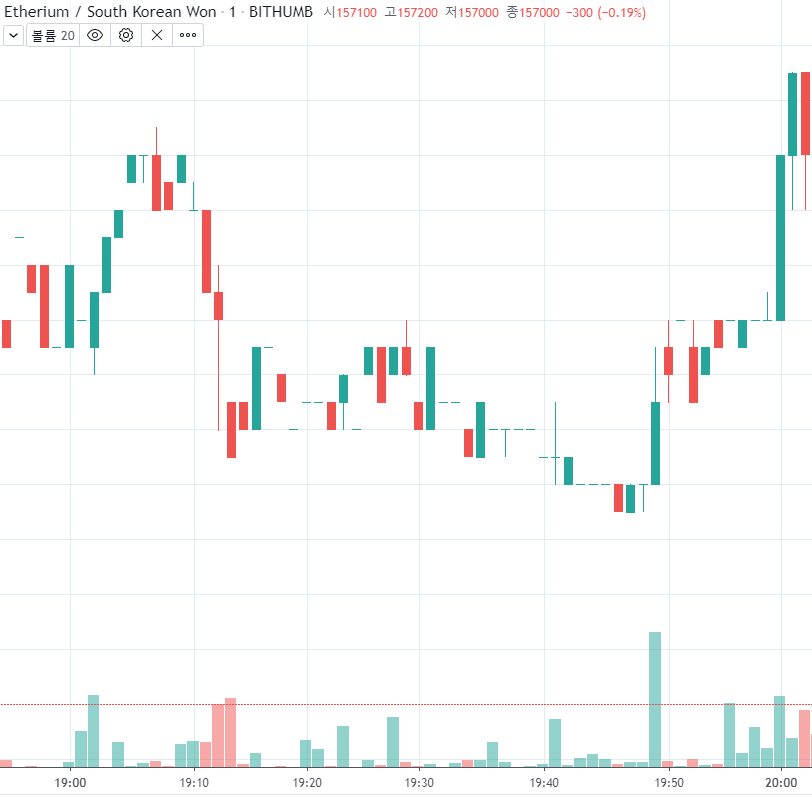 Etherium / South Korean Won · 1 · BITHUMB 시157100 고157200 저157000 종157000 −300 (−0.19%)
볼륨 20
19:00 19:10 19:20 19:30 19:40 19:50 20:00